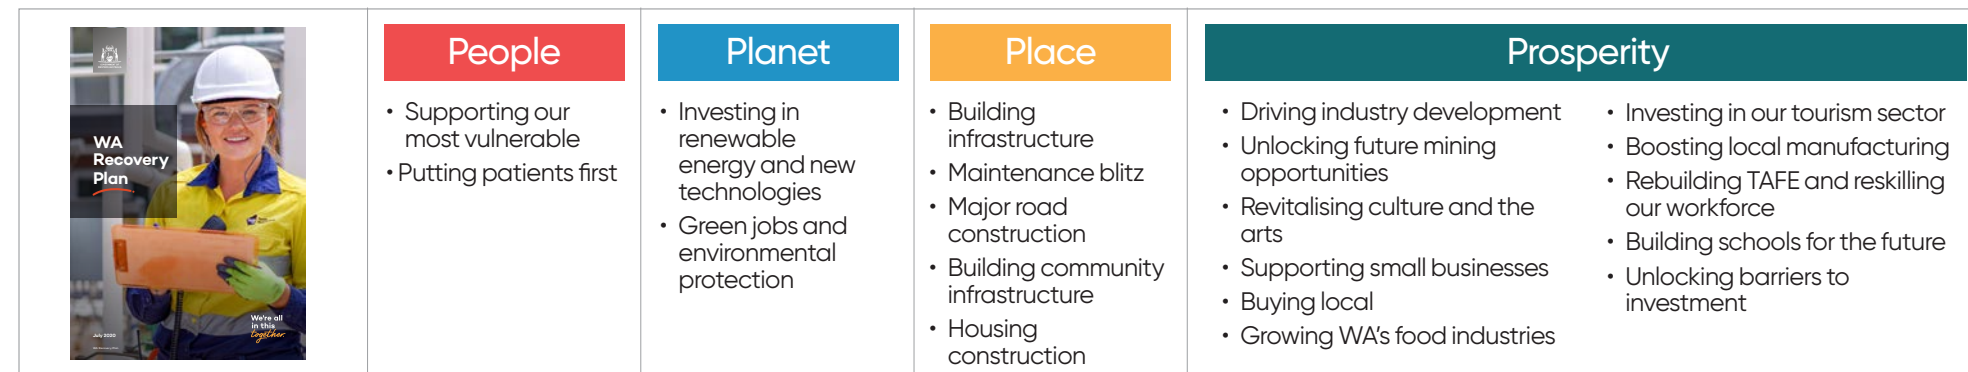 WA
Recovery
Plan
We're all
in this
together.
July 2020
People
• Supporting our
most vulnerable
• Putting patients first
Planet
• Investing in
renewable
energy and new
technologies
• Green jobs and
environmental
protection
Place
• Building
infrastructure
• Maintenance blitz
• Major road
construction
• Building community
infrastructure
• Housing
construction
Prosperity
• Driving industry development
• Unlocking future mining
opportunities
• Revitalising culture and the
arts
• Supporting small businesses
• Buying local
• Growing WA's food industries
• Investing in our tourism sector
• Boosting local manufacturing
• Rebuilding TAFE and reskilling
our workforce
• Building schools for the future
• Unlocking barriers to
investment